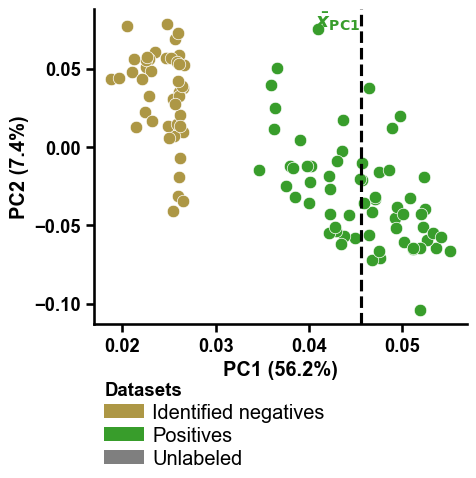 x̄PC1
0.05
0.00
−0.05
−0.10
PC2 (7.4%)
0.02 0.03 0.04 0.05
PC1 (56.2%)
Datasets
Identified negatives
Positives
Unlabeled